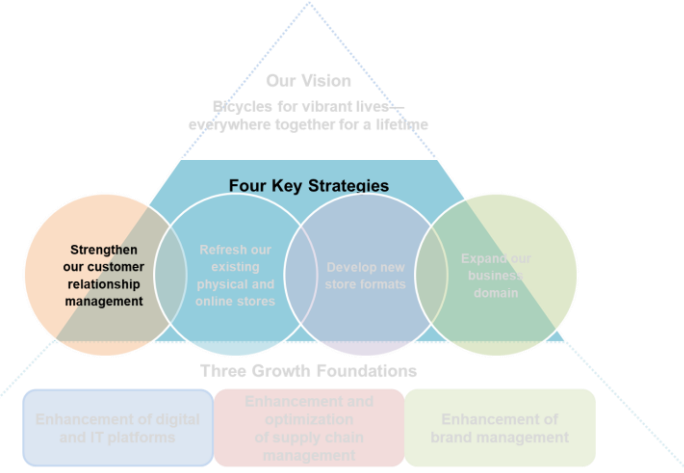 Our Vision
Bicycles for vibrant lives—
everywhere together for a lifetime
Four Key Strategies
Strengthen
our customer
relationship
management
Refresh our
existing
physical and
online stores
Develop new
store formats
Expand our
business
domain
Three Growth Foundations
Enhancement of digital
and IT platforms
Enhancement and
optimization
of supply chain
management
Enhancement of
brand management